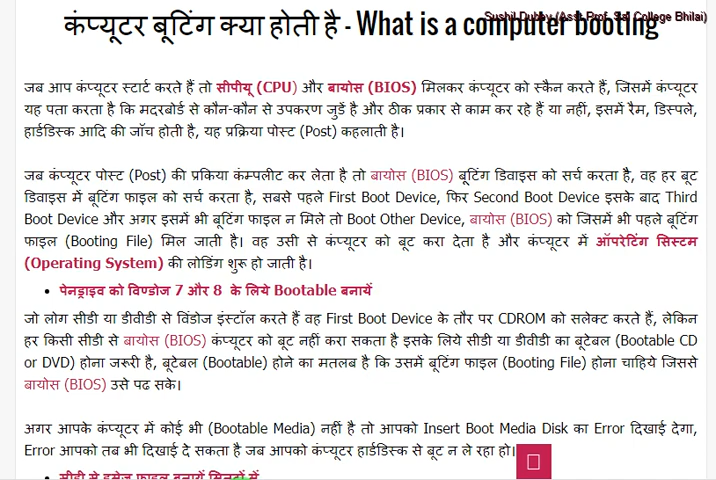 Sushil Dubey (Asst.Prof. Sai College Bhilai)
कंप्यूटर बूटिंग क्या होती है - What is a computer booting
जब आप कंप्यूटर स्टार्ट करते हैं तो सीपीयू (CPU) और बायोस (BIOS) मिलकर कंप्यूटर को स्कैन करते हैं, जिसमें कंप्यूटर
यह पता करता है कि मदरबोर्ड से कौन-कौन से उपकरण जुडें है और ठीक प्रकार से काम कर रहे हैं या नहीं, इसमें रैम, डिस्पले,
हार्डडिस्क आदि की जॉच होती है, यह प्रक्रिया पोस्ट (Post) कहलाती है।
जब कंप्यूटर पोस्ट (Post) की प्रकिया कंम्पलीट कर लेता है तो बायोस (BIOS) बूटिंग डिवाइस को सर्च करता है, वह हर बूट
डिवाइस में बूटिंग फाइल को सर्च करता है, सबसे पहले First Boot Device, फिर Second Boot Device इसके बाद Third
Boot Device और अगर इसमें भी बूटिंग फाइल न मिले तो Boot Other Device, बायोस (BIOS) को जिसमें भी पहले बूटिंग
फाइल (Booting File) मिल जाती है। वह उसी से कंप्यूटर को बूट करा देता है और कंप्यूटर में ऑपरेटिंग सिस्टम
(Operating System) की लोडिंग शुरू हो जाती है।
• पेनड्राइव को विण्डोज 7 और 8 के लिये Bootable बनायें
जो लोग सीडी या डीवीडी से विंडोज इंस्टॉल करते हैं वह First Boot Device के तौर पर CDROM को सलेक्ट करते हैं, लेकिन
हर किसी सीडी से बायोस (BIOS) कंप्यूटर को बूट नहीं करा सकता है इसके लिये सीडी या डीवीडी का बूटेबल (Bootable CD
or DVD) होना जरूरी है, बूटेबल (Bootable) होने का मतलब है कि उसमें बूटिंग फाइल (Booting File) होना चाहिये जिससे
बायोस (BIOS) उसे पढ सके।
अगर आपके कंप्यूटर में कोई भी (Bootable Media) नहीं है तो आपको Insert Boot Media Disk का Error दिखाई देगा,
Error आपको तब भी दिखाई दे सकता है जब आपको कंप्यूटर हार्डडिस्क से बूट न ले रहा हो।
• सीडी से इमेज फाइल बनायें मिनटों में